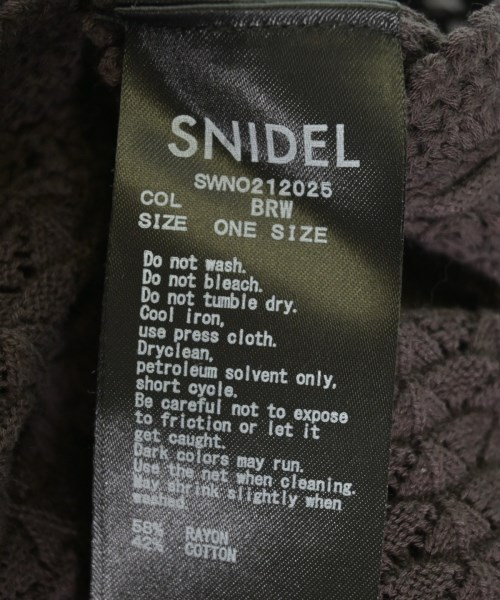 SNIDEL
SWNO212025
COL BRW
SIZE ONE SIZE
Do not wash.
Do not bleach.
Do not tumble dry.
Cool iron,
use press cloth.
Dryclean,
petroleum solvent only,
short cycle.
Be careful not to expose
to friction or let it
get caught.
Dark colors may run.
Use the net when cleaning.
May shrink slightly when
washed.
58% RAYON
42% COTTON